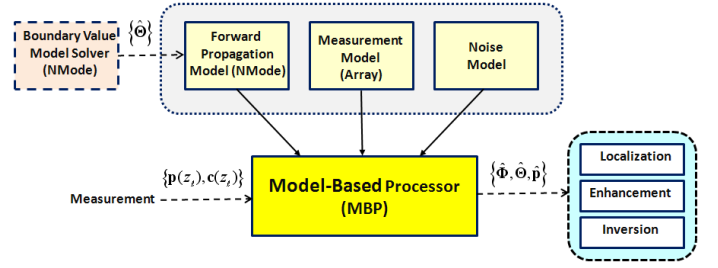 Boundary Value
Model Solver
(NMode)
{Θ̂}
Forward
Propagation
Model (NMode)
Measurement
Model
(Array)
Noise
Model
Measurement
{p(z_ℓ),c(z_ℓ)}
Model-Based Processor
(MBP)
{Φ̂,Θ̂,p̂}
Localization
Enhancement
Inversion